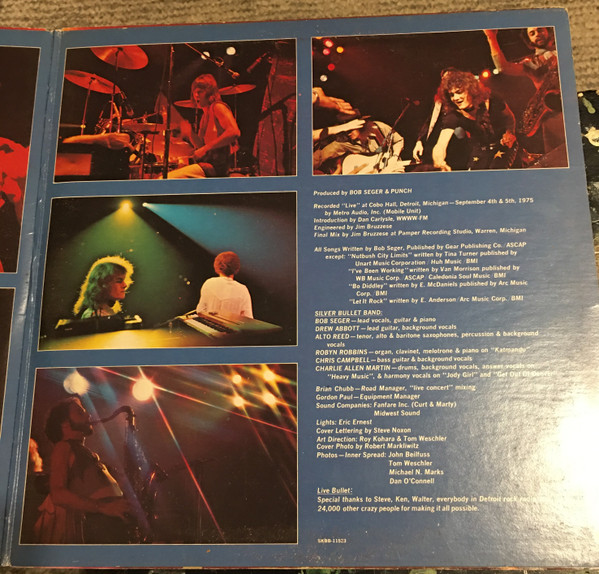 Produced by BOB SEGER & PUNCH
Recorded "Live" at Cobo Hall, Detroit, Michigan—September 4th & 5th, 1975
by Metro Audio, Inc. (Mobile Unit)
Introduction by Dan Carlysle, WWWW-FM
Engineered by Jim Bruzzese
Final Mix by Jim Bruzzese at Pamper Recording Studio, Warren, Michigan
All Songs Written by Bob Seger, Published by Gear Publishing Co./ASCAP
except: "Nutbush City Limits" written by Tina Turner published by
Unart Music Corporation / Huh Music / BMI
"I've Been Working" written by Van Morrison published by
WB Music Corp. / ASCAP / Caledonia Soul Music / BMI
"Bo Diddley" written by E. McDaniels published by Arc Music
Corp. / BMI
"Let It Rock" written by E. Anderson / Arc Music Corp. / BMI
SILVER BULLET BAND:
BOB SEGER—lead vocals, guitar & piano
DREW ABBOTT—lead guitar, background vocals
ALTO REED—tenor, alto & baritone saxophones, percussion & background
vocals
ROBYN ROBBINS—organ, clavinet, melotrone & piano on "Katmandu"
CHRIS CAMPBELL—bass guitar & background vocals
CHARLIE ALLEN MARTIN—drums, background vocals, answer vocals on
"Heavy Music", & harmony vocals on "Jody Girl" and "Get Out Of Denver"
Brian Chubb—Road Manager, "live concert" mixing
Gordon Paul—Equipment Manager
Sound Companies: Fanfare Inc. (Curt & Marty)
Midwest Sound
Lights: Eric Ernest
Cover Lettering by Steve Noxon
Art Direction: Roy Kohara & Tom Weschler
Cover Photo by Robert Markliwitz
Photos—Inner Spread: John Beilfuss
Tom Weschler
Michael N. Marks
Dan O'Connell
Live Bullet:
Special thanks to Steve, Ken, Walter, everybody in Detroit rock
24,000 other crazy people for making it all possible.
SKBB-11523